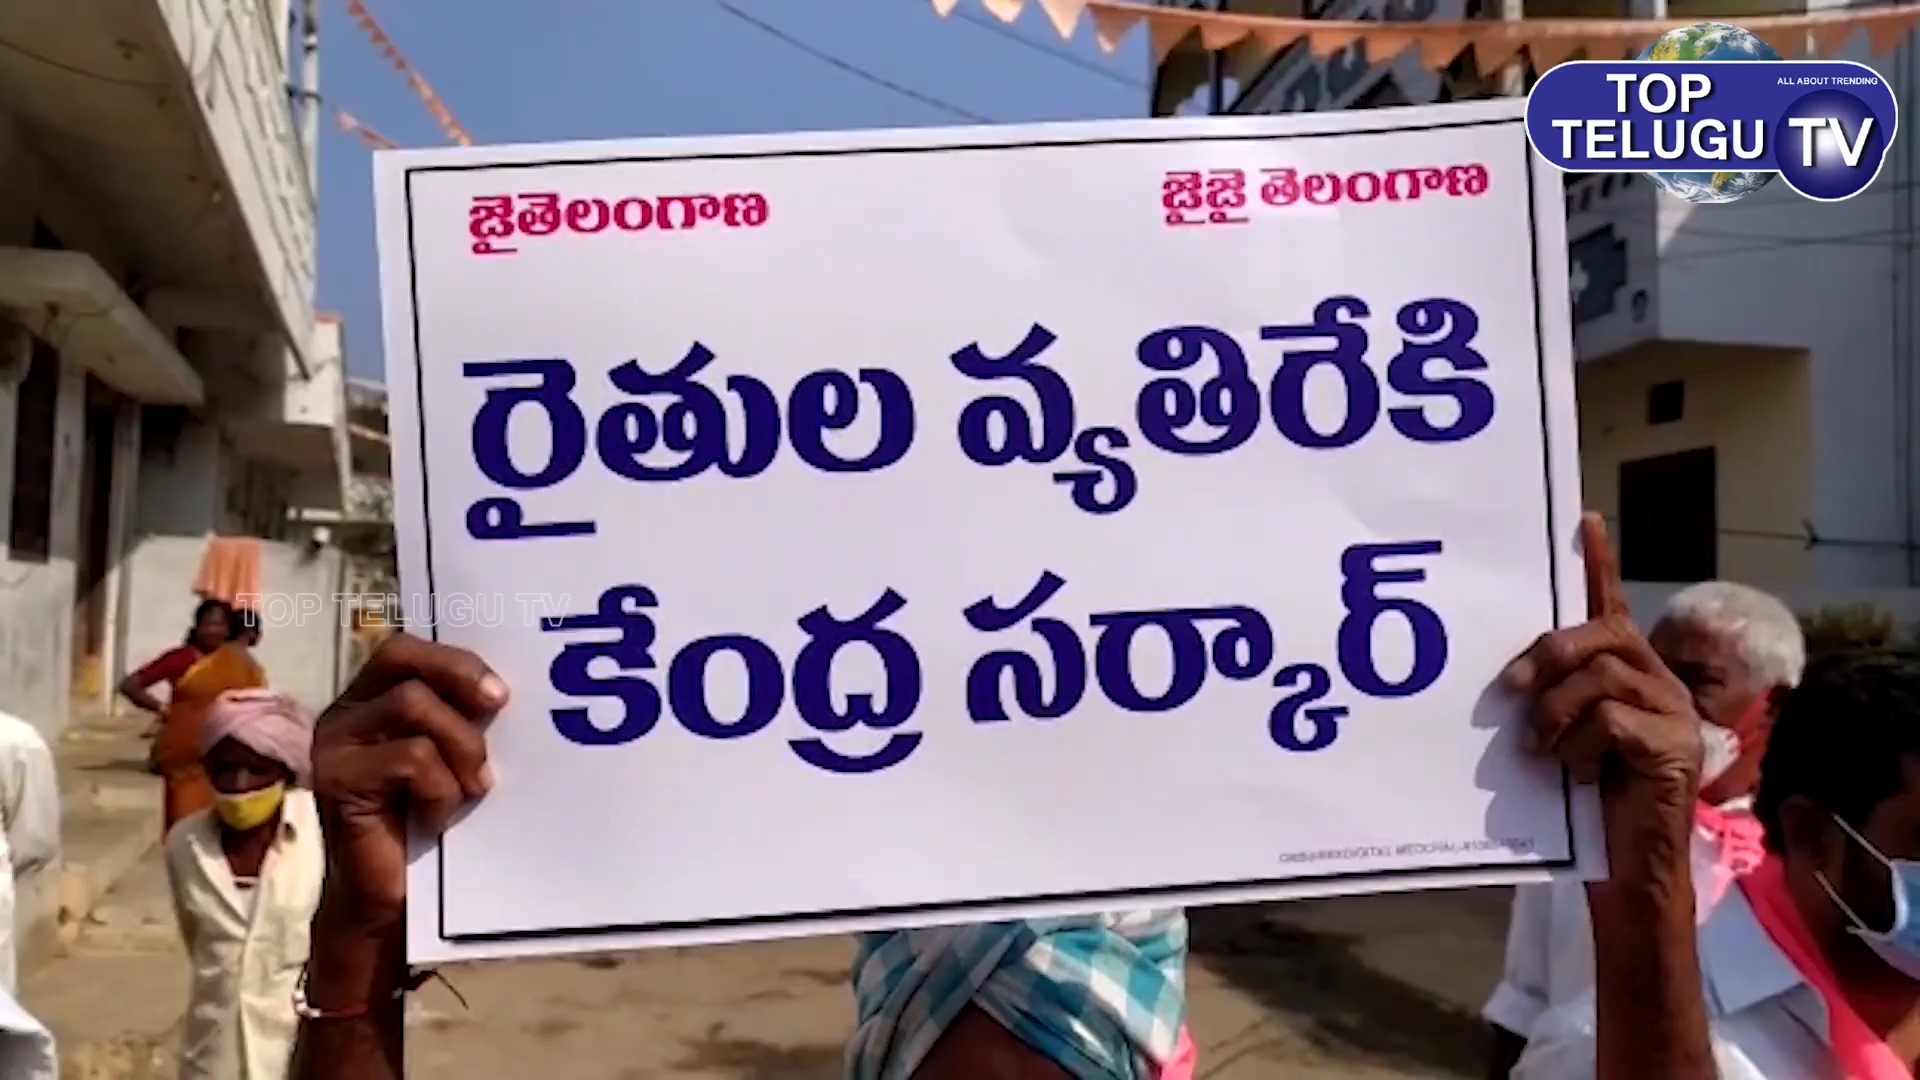 ALL ABOUT TRENDING
TOP
TELUGU TV
జైతెలంగాణ
జైజై తెలంగాణ
రైతుల వ్యతిరేకి
కేంద్ర సర్కార్
TOP TELUGU TV